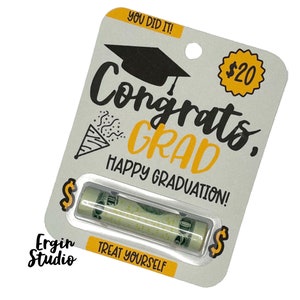 YOU DID IT!
$20
Congrats,
GRAD
HAPPY GRADUATION!
$
$
TREAT YOURSELF
Ergin
Studio